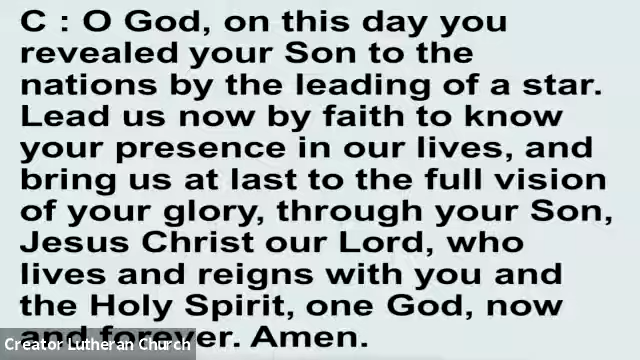 C : O God, on this day you
revealed your Son to the
nations by the leading of a star.
Lead us now by faith to know
your presence in our lives, and
bring us at last to the full vision
of your glory, through your Son,
Jesus Christ our Lord, who
lives and reigns with you and
the Holy Spirit, one God, now
and forever. Amen.
Creator Lutheran Church